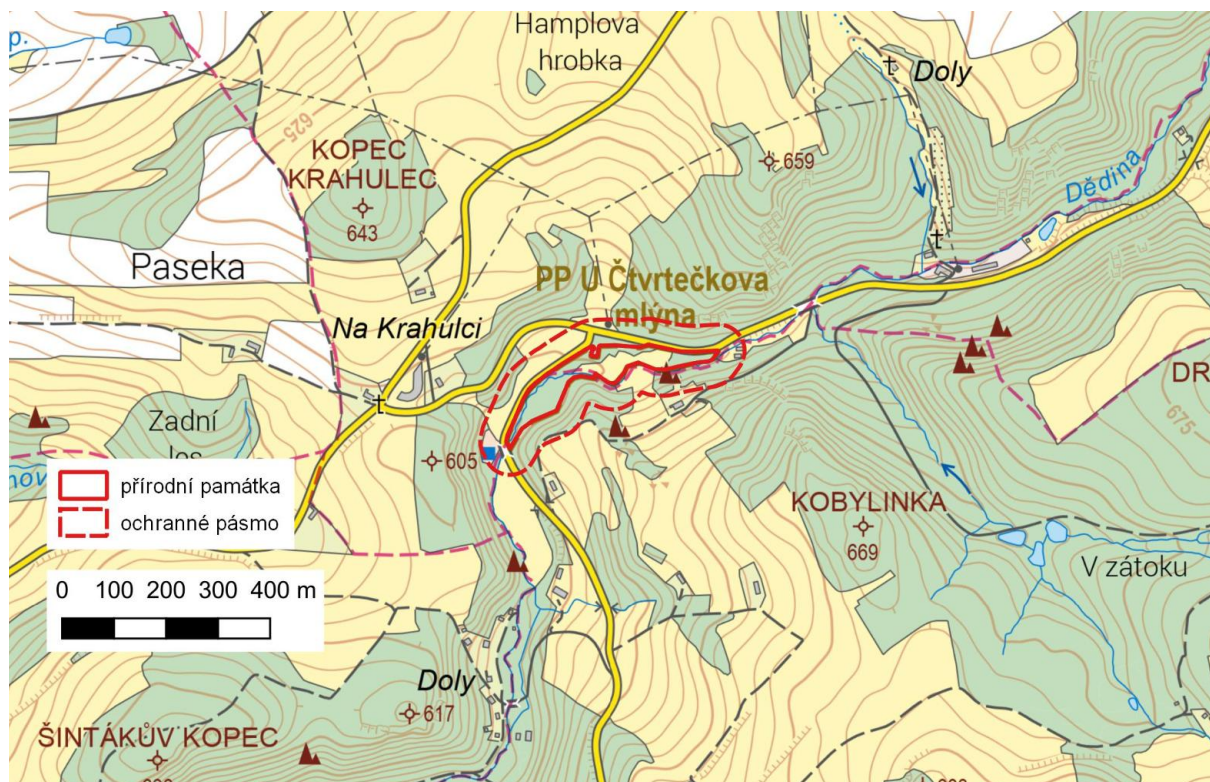 Hamplova
hrobka
Doly
659
625
KOPEC
KRAHULEC
643
Dědina
Paseka
PP U Čtvrtečkova
mlýna
Na Krahulci
Zadní
les
605
675
KOBYLINKA
669
V zátoku
přírodní památka
ochranné pásmo
0 100 200 300 400 m
Doly
617
ŠINTÁKŮV KOPEC